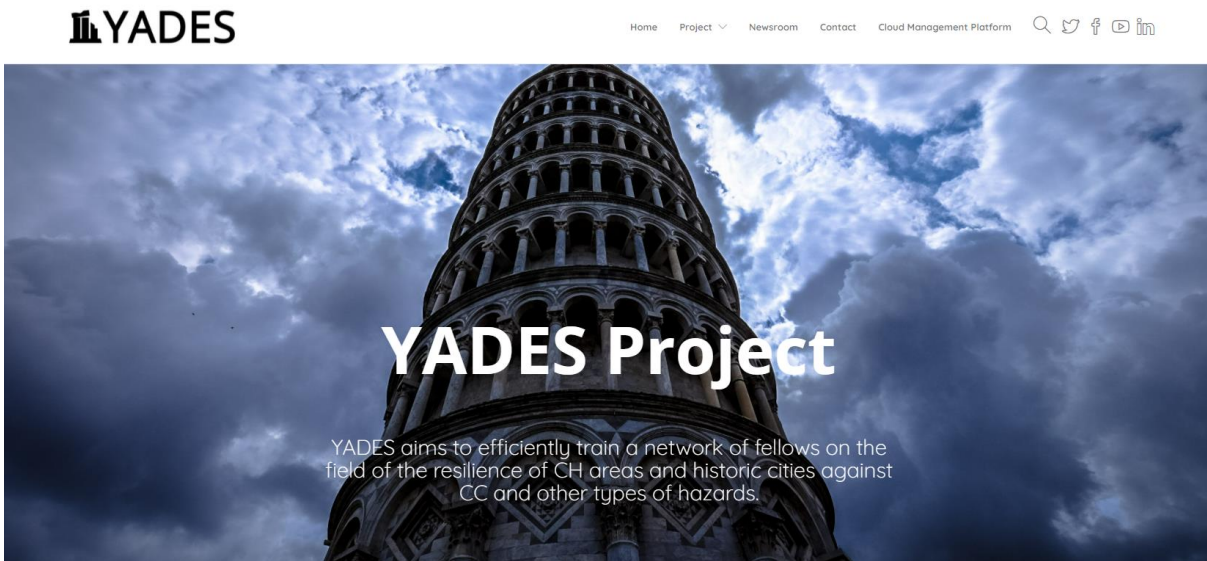 YADES
Home Project Newsroom Contact Cloud Management Platform
YADES Project
YADES aims to efficiently train a network of fellows on the
field of the resilience of CH areas and historic cities against
CC and other types of hazards.